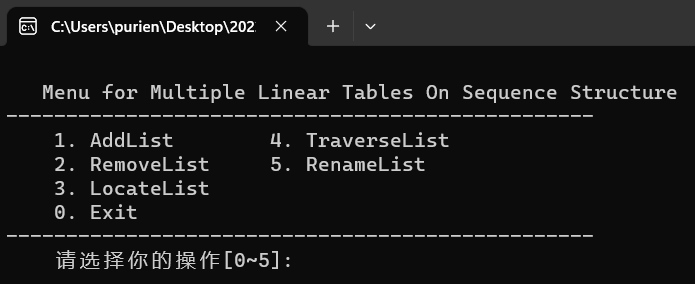 C:\Users\purien\Desktop\202
Menu for Multiple Linear Tables On Sequence Structure
-------------------------------------------------
1. AddList 4. TraverseList
2. RemoveList 5. RenameList
3. LocateList
0. Exit
-------------------------------------------------
请选择你的操作[0~5]: